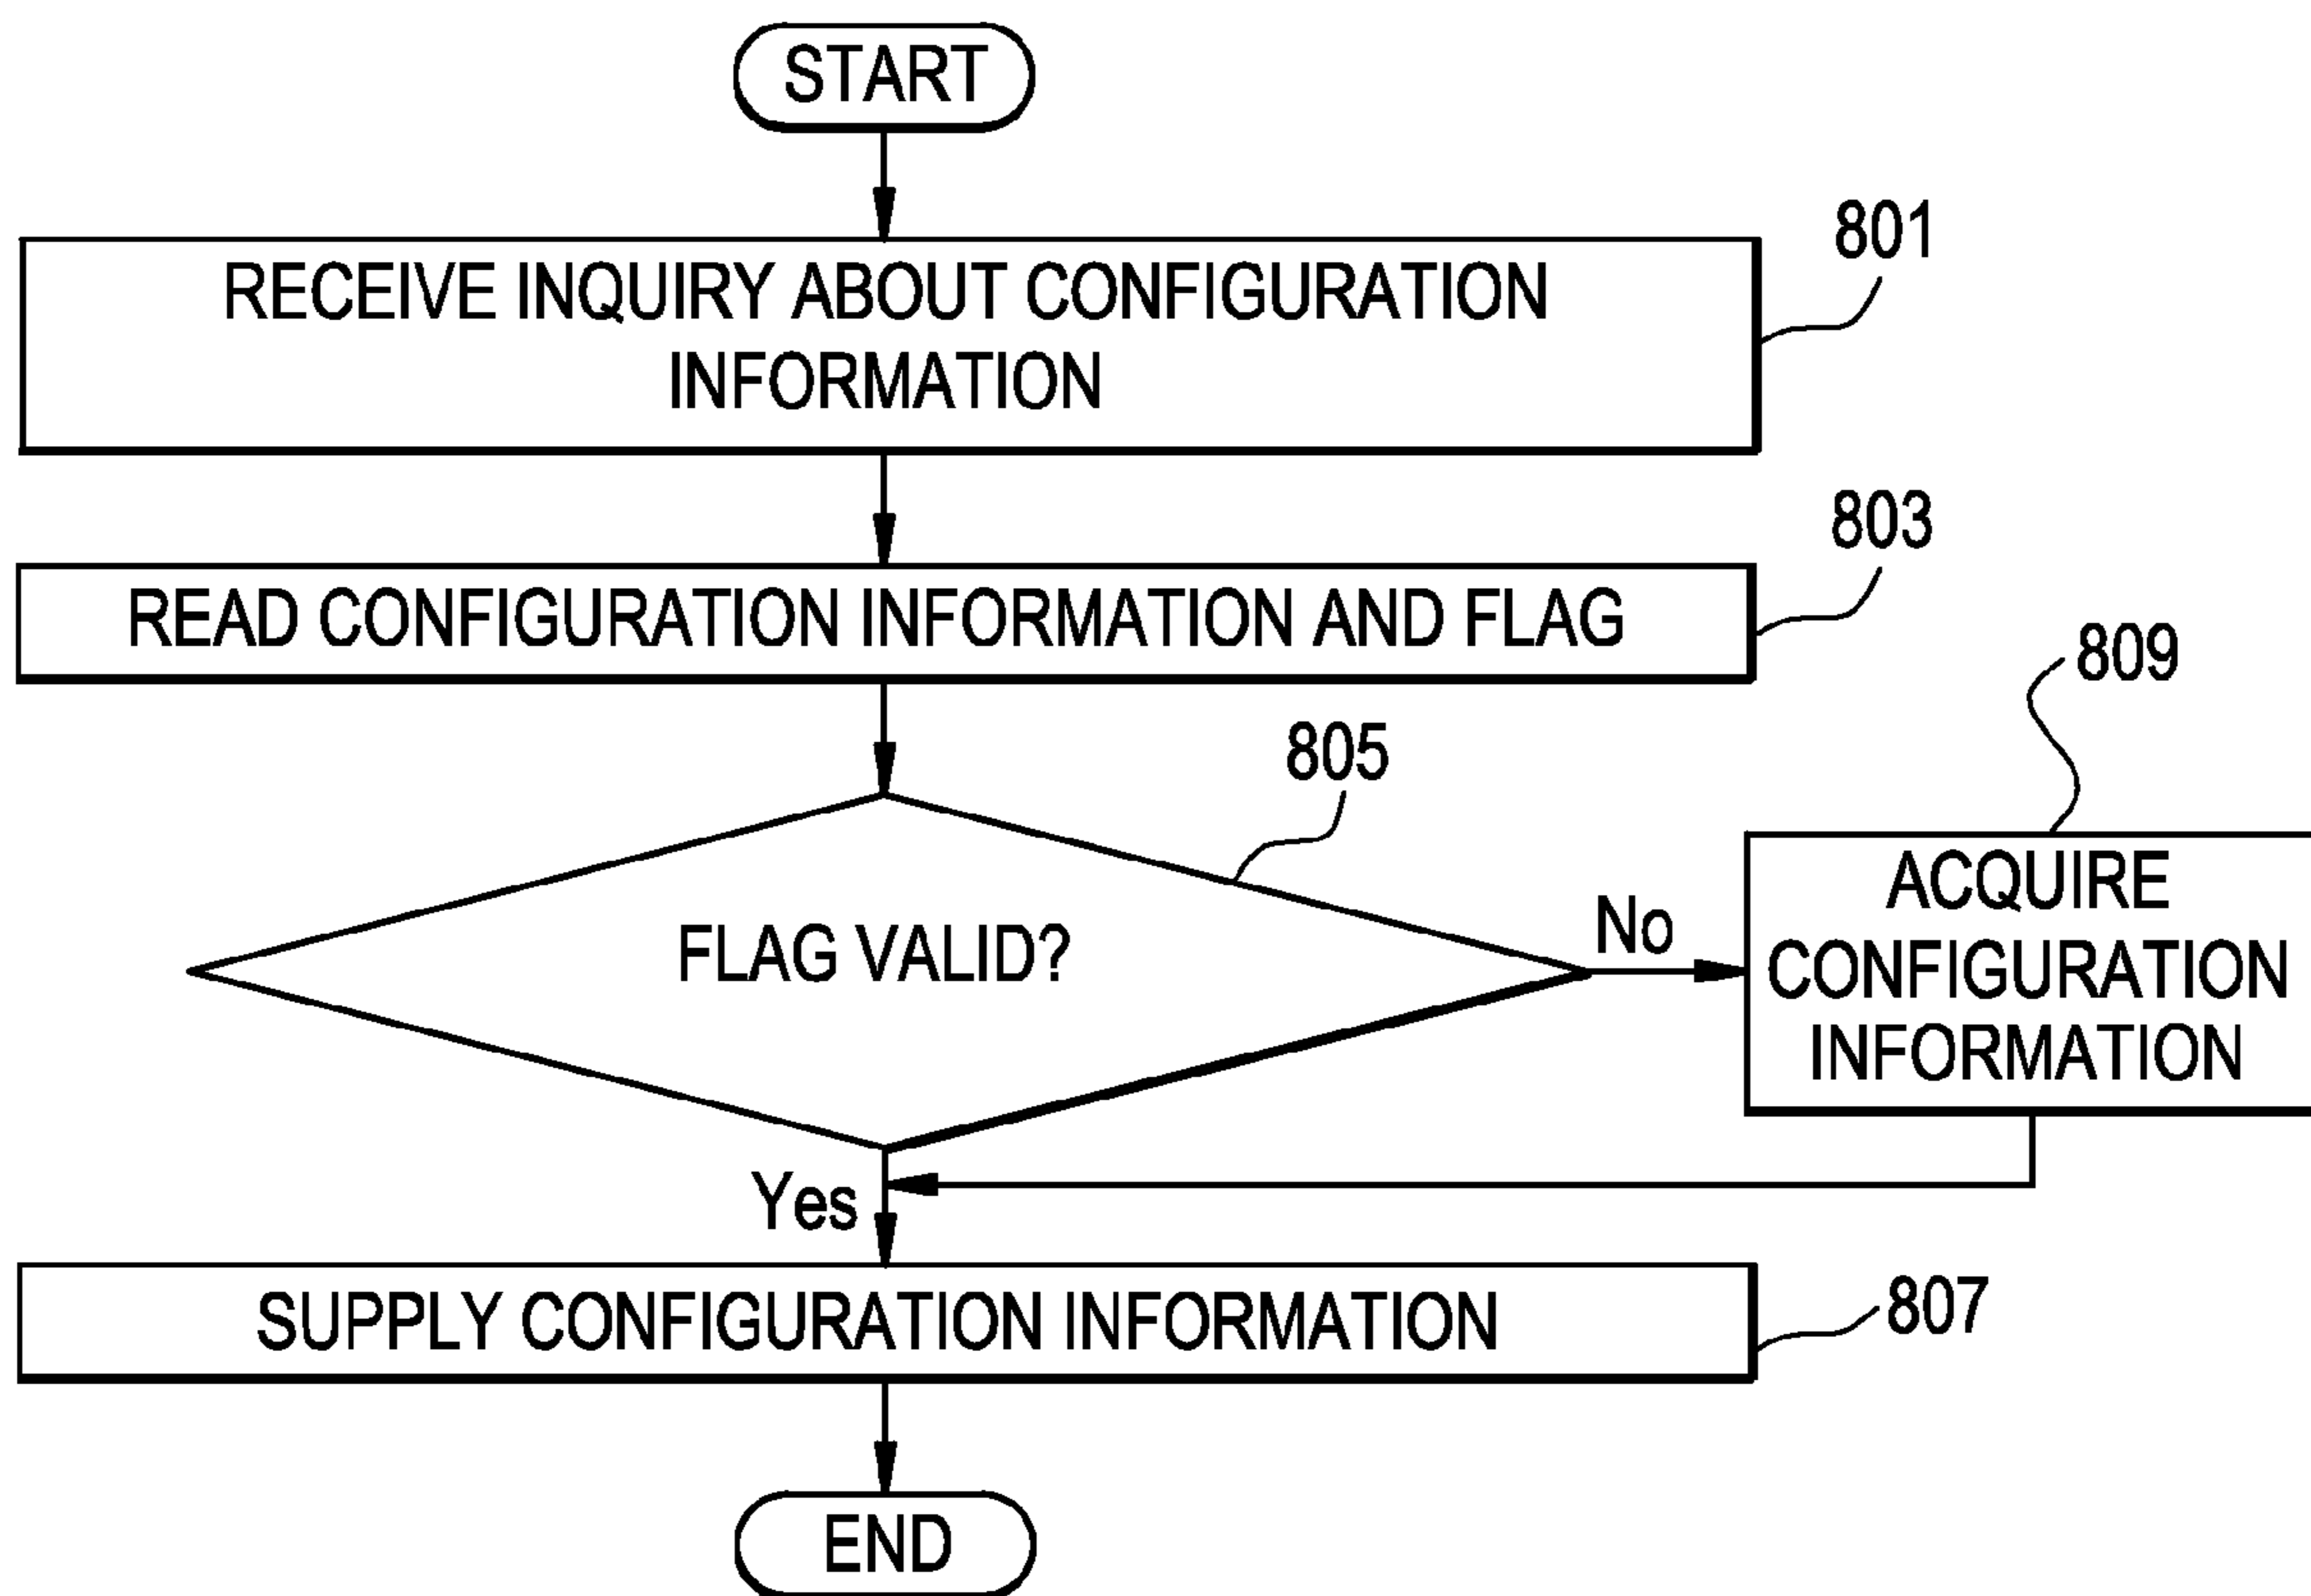 START
801
RECEIVE INQUIRY ABOUT CONFIGURATION
INFORMATION
803
READ CONFIGURATION INFORMATION AND FLAG
809
805
FLAG VALID?
No
ACQUIRE
CONFIGURATION
INFORMATION
Yes
SUPPLY CONFIGURATION INFORMATION
807
END